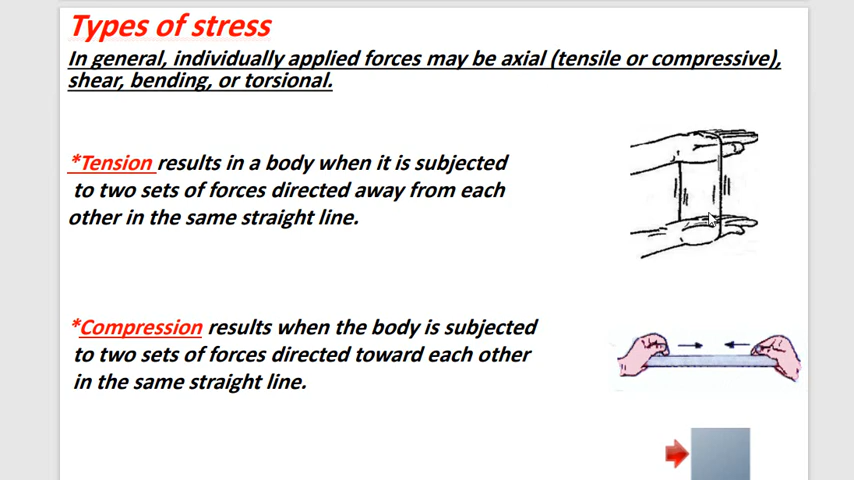 Types of stress
In general, individually applied forces may be axial (tensile or compressive),
shear, bending, or torsional.
*Tension results in a body when it is subjected
to two sets of forces directed away from each
other in the same straight line.
*Compression results when the body is subjected
to two sets of forces directed toward each other
in the same straight line.